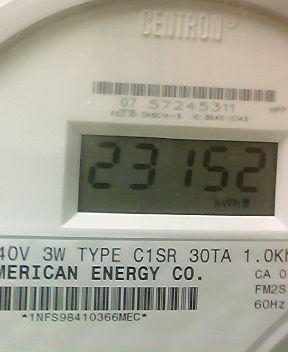 CENTRON®
07 57245311
23152
kWh
40V 3W TYPE C1SR 30TA 1.0Kh
MERICAN ENERGY CO.
CA 0
FM2S
60Hz
*1NFS98410366MEC*